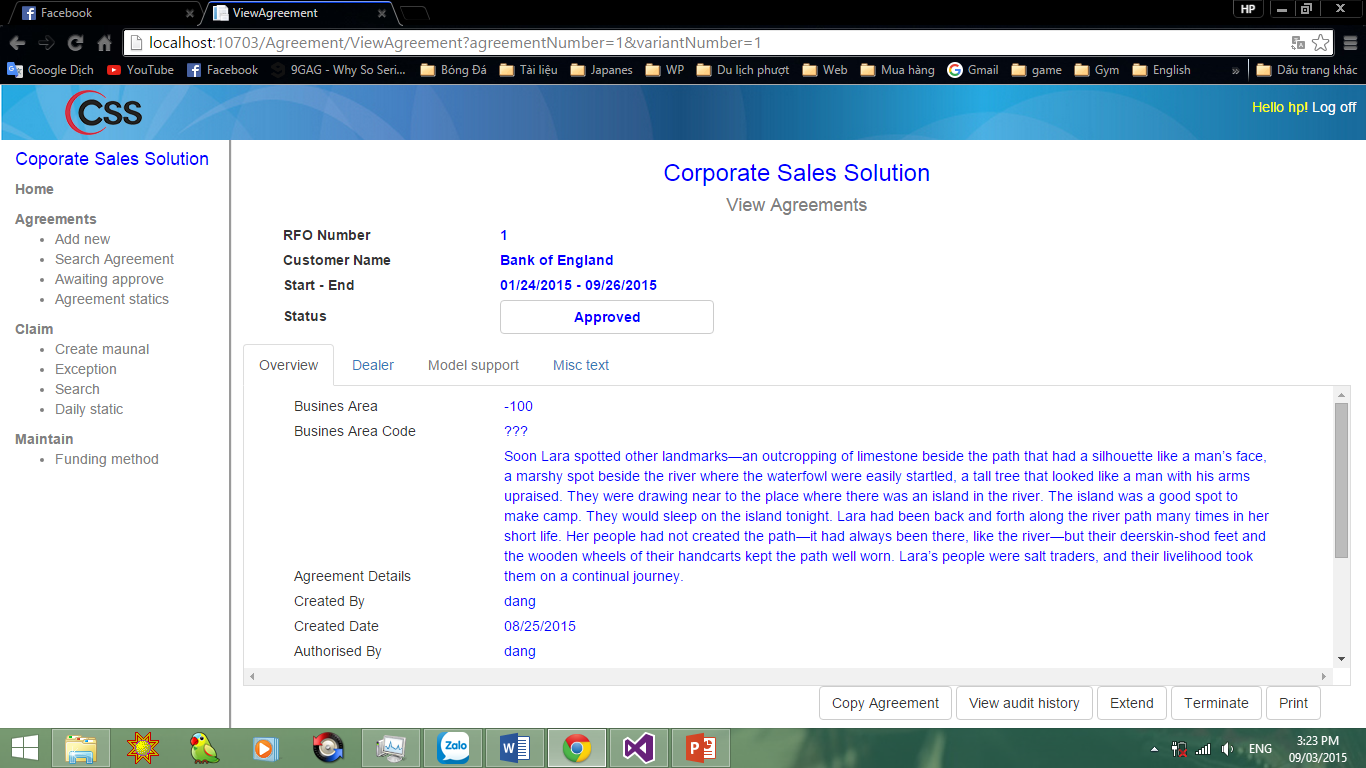 Facebook
ViewAgreement
HP
localhost:10703/Agreement/ViewAgreement?agreementNumber=1&variantNumber=1
Google Dịch YouTube Facebook 9GAG - Why So Seri... Bóng Đá Tài liệu Japanes WP Du lịch phượt Web Mua hàng Gmail game Gym English » Dấu trang khác
CSS
Hello hp! Log off
Coporate Sales Solution
Home
Agreements
Add new
Search Agreement
Awaiting approve
Agreement statics
Claim
Create maunal
Exception
Search
Daily static
Maintain
Funding method
Corporate Sales Solution
View Agreements
RFO Number 1
Customer Name Bank of England
Start - End 01/24/2015 - 09/26/2015
Status Approved
Overview Dealer Model support Misc text
Busines Area -100
Busines Area Code ???
Soon Lara spotted other landmarks—an outcropping of limestone beside the path that had a silhouette like a man’s face,
a marshy spot beside the river where the waterfowl were easily startled, a tall tree that looked like a man with his arms
upraised. They were drawing near to the place where there was an island in the river. The island was a good spot to
make camp. They would sleep on the island tonight. Lara had been back and forth along the river path many times in her
short life. Her people had not created the path—it had always been there, like the river—but their deerskin-shod feet and
the wooden wheels of their handcarts kept the path well worn. Lara’s people were salt traders, and their livelihood took
Agreement Details them on a continual journey.
Created By dang
Created Date 08/25/2015
Authorised By dang
Copy Agreement View audit history Extend Terminate Print
Zalo
ENG
3:23 PM
09/03/2015